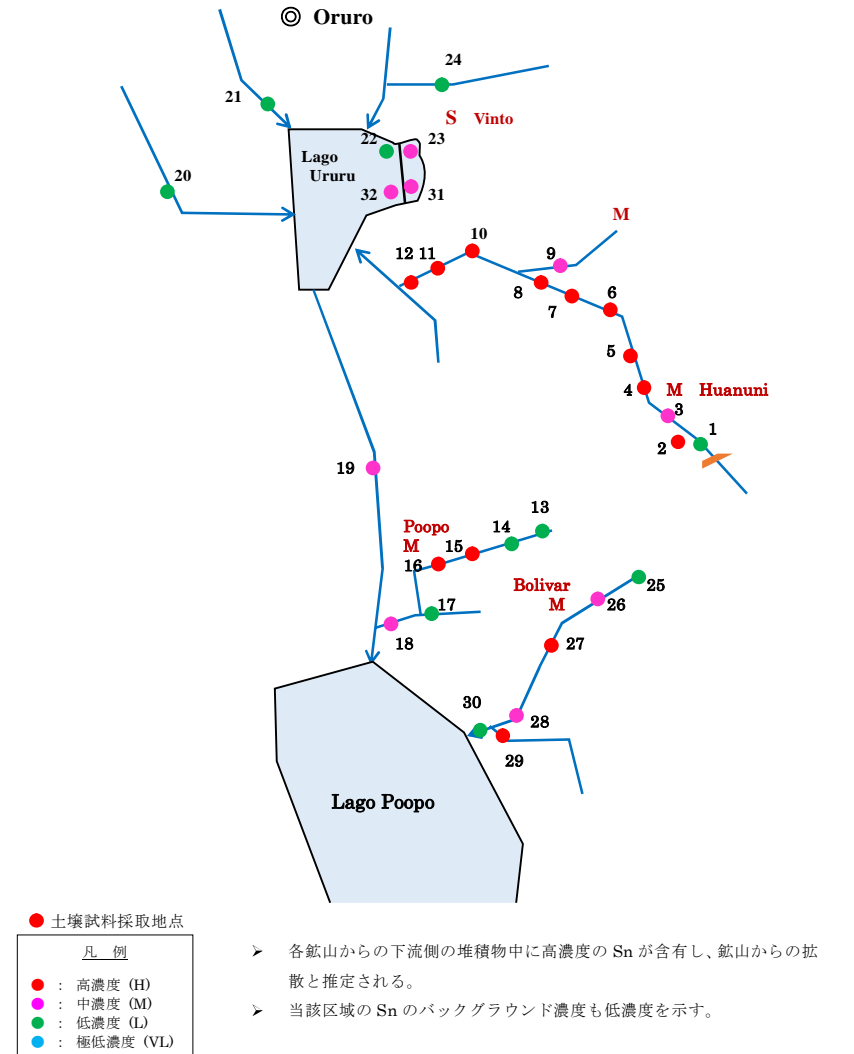 ◎ Oruro
24
21
S Vinto
22
23
Lago
Ururu
20
32
31
M
10
9
12 11
8
7
6
5
4
M Huanuni
3
1
2
19
13
Poopo
M
14
15
16
Bolivar
M
25
26
17
18
27
30
28
29
Lago Poopo
土壌試料採取地点
凡 例
: 高濃度 (H)
: 中濃度 (M)
: 低濃度 (L)
: 極低濃度 (VL)
➢ 各鉱山からの下流側の堆積物中に高濃度の Sn が含有し、鉱山からの拡
散と推定される。
➢ 当該区域の Sn のバックグラウンド濃度も低濃度を示す。